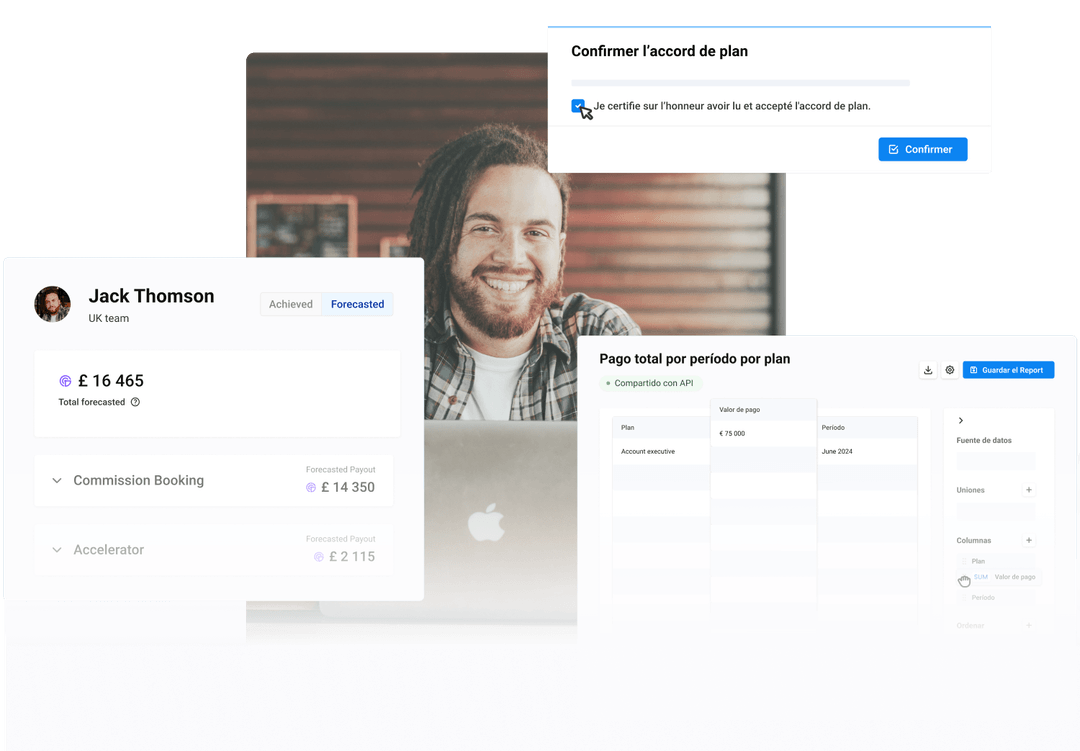 Confirmer l’accord de plan
Je certifie sur l’honneur avoir lu et accepté l'accord de plan.
Confirmer
Jack Thomson
UK team
Achieved
Forecasted
£ 16 465
Total forecasted
Commission Booking
Forecasted Payout
£ 14 350
Accelerator
Forecasted Payout
£ 2 115
Pago total por período por plan
Compartido con API
Guardar el Report
Plan
Valor de pago
Período
Account executive
€ 75 000
June 2024
Fuente de datos
Uniones
Columnas
Plan
SUM Valor de pago
Período
Ordenar